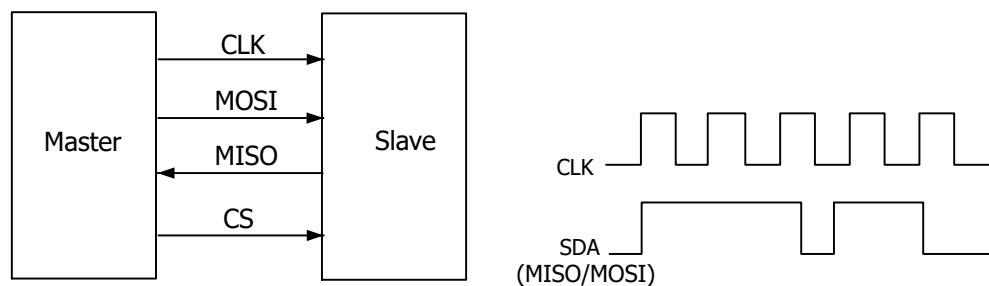 CLK
MOSI
Master
Slave
MISO
CS
CLK
SDA
(MISO/MOSI)